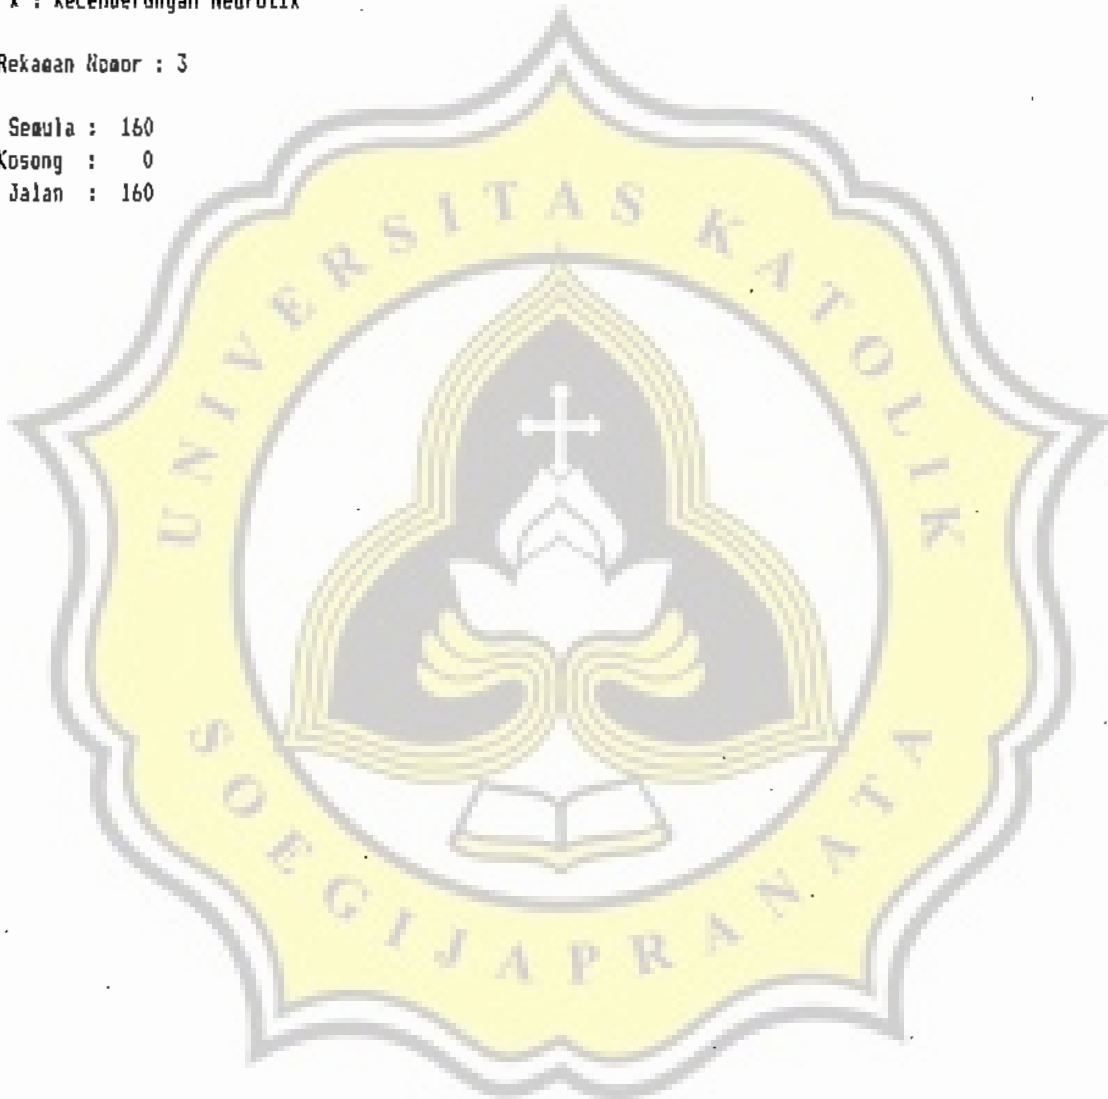 X : Kecenderungan Neurotik
Rekaman Nomor : 3
Semula : 160
Kosong : 0
Jalan : 160
UNIVERSITAS KATOLIK
SOEGIJAPRANATA